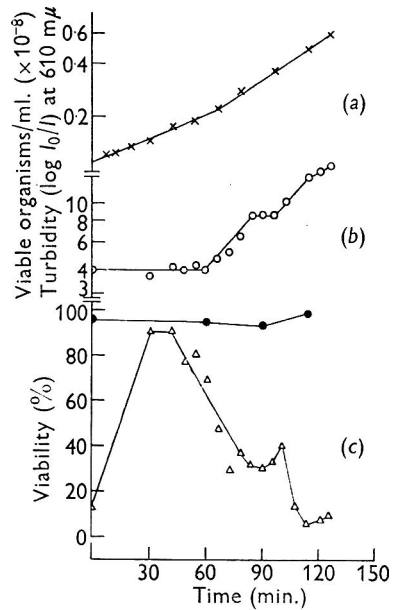 Viable organisms/ml. (×10⁻⁸)
Turbidity (log I₀/I) at 610 mμ
0·6
0·4
0·2
(a)
10
8
6
4
3
(b)
100
80
60
40
20
0
Viability (%)
(c)
30 60 90 120 150
Time (min.)